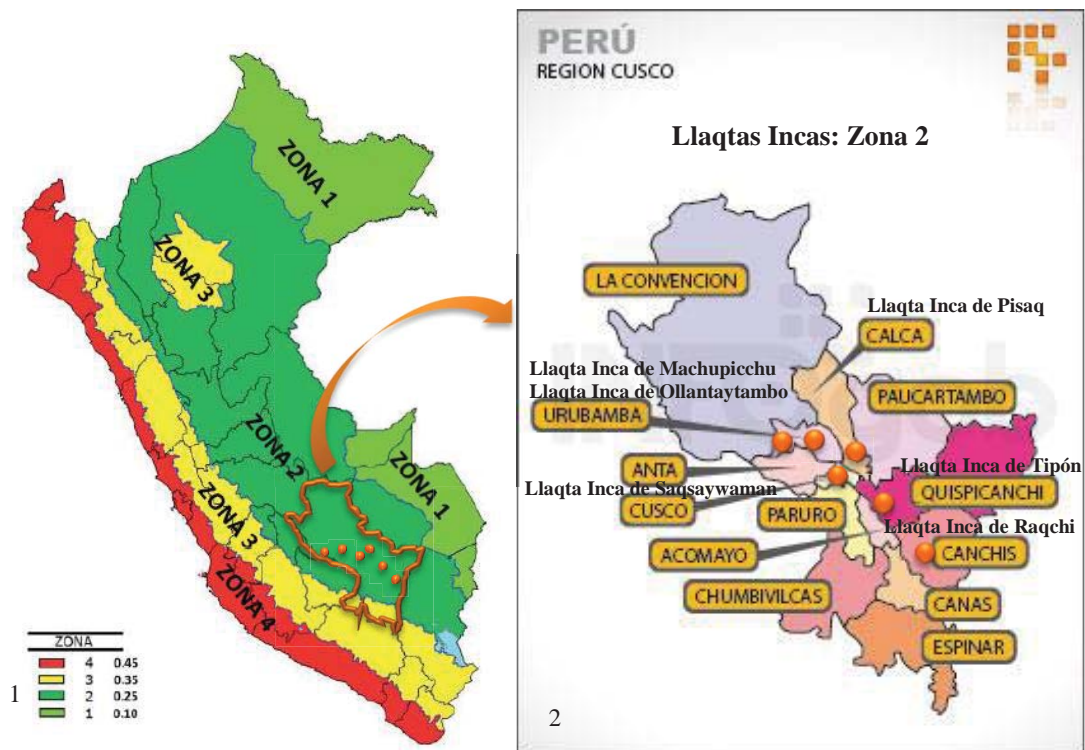 ZONA 1
ZONA 3
ZONA 2
ZONA 1
ZONA 3
ZONA 4
ZONA
4 0.45
3 0.35
2 0.25
1 0.10
1
PERÚ
REGION CUSCO
Llaqtas Incas: Zona 2
LA CONVENCION
Llaqta Inca de Pisaq
CALCA
Llaqta Inca de Machupicchu
Llaqta Inca de Ollantaytambo
URUBAMBA
PAUCARTAMBO
ANTA
Llaqta Inca de Tipón
Llaqta Inca de Saqsaywaman
QUISPICANCHI
CUSCO
PARURO
Llaqta Inca de Raqchi
ACOMAYO
CANCHIS
CHUMBIVILCAS
CANAS
ESPINAR
2